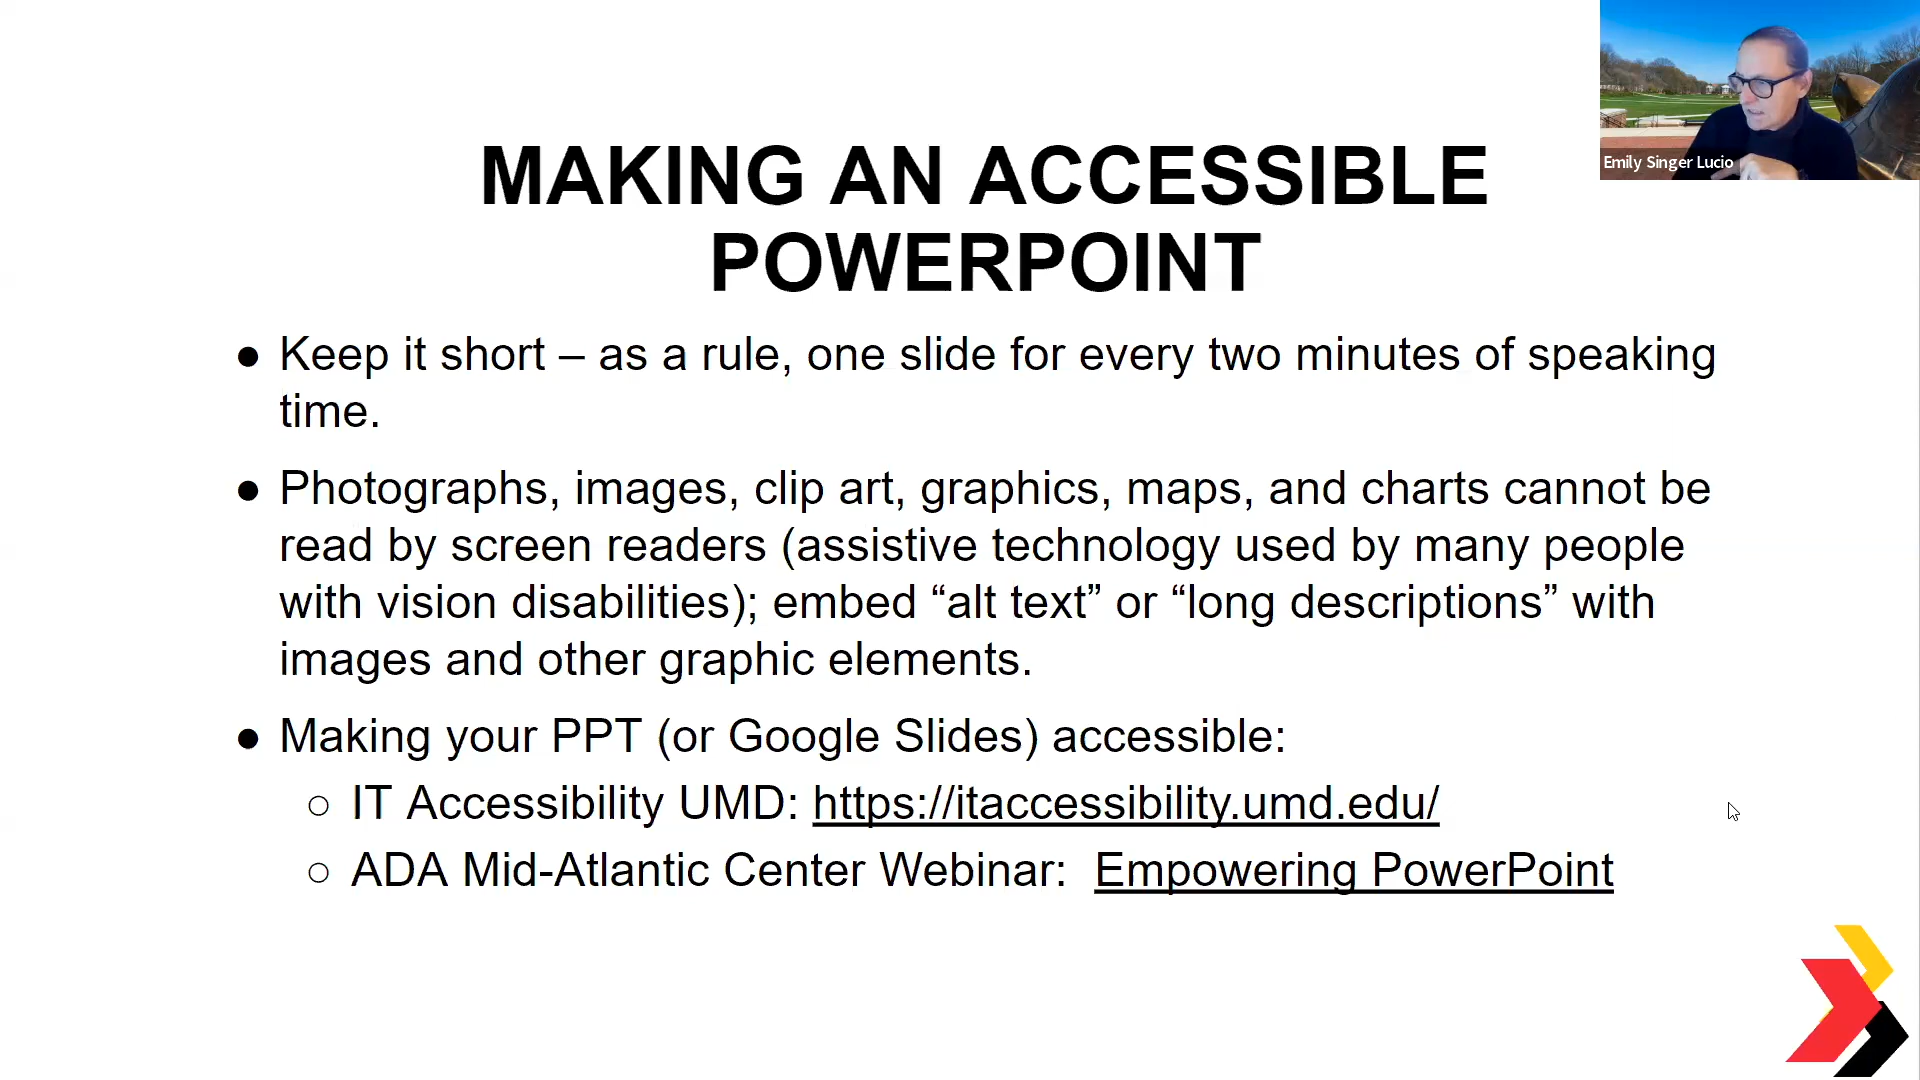 Emily Singer Lucio
MAKING AN ACCESSIBLE
POWERPOINT
● Keep it short – as a rule, one slide for every two minutes of speaking
time.
● Photographs, images, clip art, graphics, maps, and charts cannot be
read by screen readers (assistive technology used by many people
with vision disabilities); embed “alt text” or “long descriptions” with
images and other graphic elements.
● Making your PPT (or Google Slides) accessible:
○ IT Accessibility UMD: https://itaccessibility.umd.edu/
○ ADA Mid-Atlantic Center Webinar:  Empowering PowerPoint